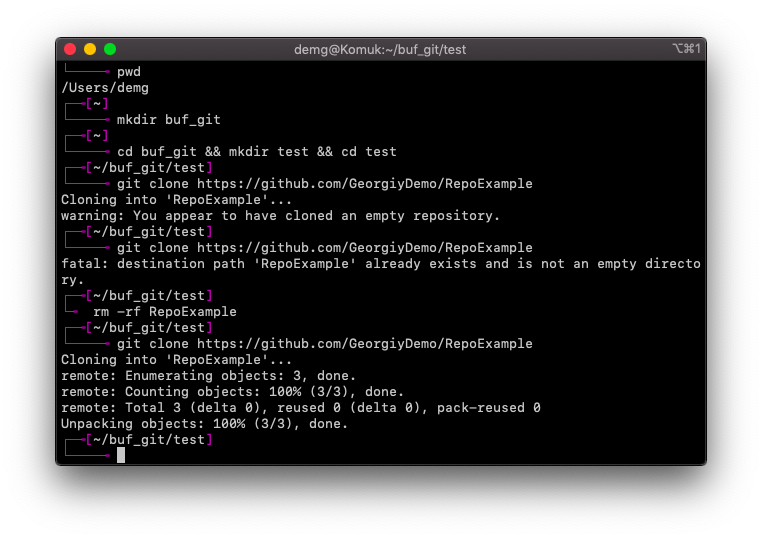 demg@Komuk:~/buf_git/test
⌥⌘1
pwd
/Users/demg
[~]
mkdir buf_git
[~]
cd buf_git && mkdir test && cd test
[~/buf_git/test]
git clone https://github.com/GeorgiyDemo/RepoExample
Cloning into 'RepoExample'...
warning: You appear to have cloned an empty repository.
[~/buf_git/test]
git clone https://github.com/GeorgiyDemo/RepoExample
fatal: destination path 'RepoExample' already exists and is not an empty directo
ry.
[~/buf_git/test]
rm -rf RepoExample
[~/buf_git/test]
git clone https://github.com/GeorgiyDemo/RepoExample
Cloning into 'RepoExample'...
remote: Enumerating objects: 3, done.
remote: Counting objects: 100% (3/3), done.
remote: Total 3 (delta 0), reused 0 (delta 0), pack-reused 0
Unpacking objects: 100% (3/3), done.
[~/buf_git/test]